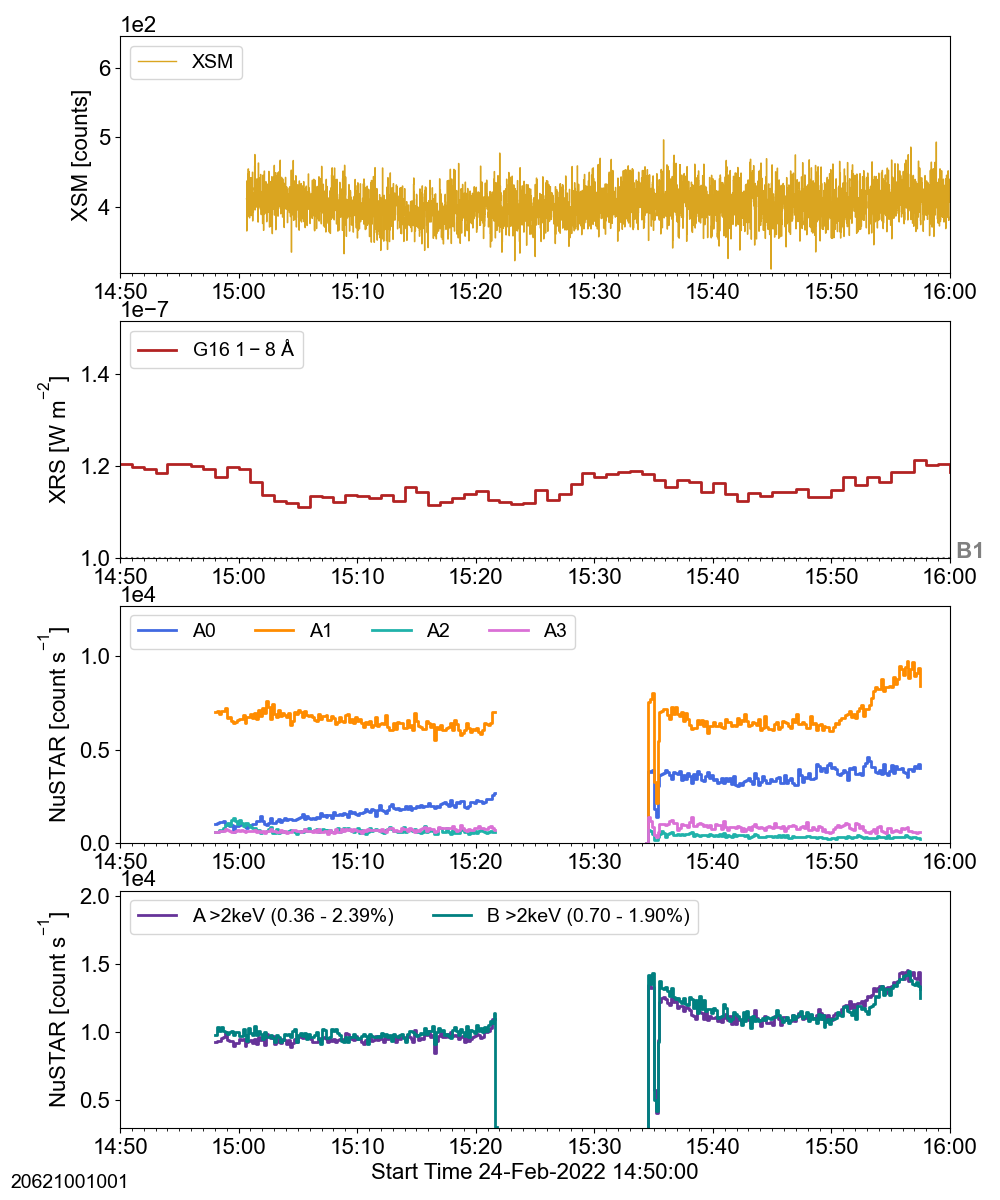 1e2
XSM
XSM [counts]
6
5
4
14:50 15:00 15:10 15:20 15:30 15:40 15:50 16:00
1e−7
G16 1 − 8 Å
XRS [W m−2]
1.4
1.2
1.0
B1
14:50 15:00 15:10 15:20 15:30 15:40 15:50 16:00
1e4
A0 A1 A2 A3
NuSTAR [count s−1]
1.0
0.5
0.0
14:50 15:00 15:10 15:20 15:30 15:40 15:50 16:00
1e4
A >2keV (0.36 - 2.39%) B >2keV (0.70 - 1.90%)
NuSTAR [count s−1]
2.0
1.5
1.0
0.5
14:50 15:00 15:10 15:20 15:30 15:40 15:50 16:00
Start Time 24-Feb-2022 14:50:00
20621001001